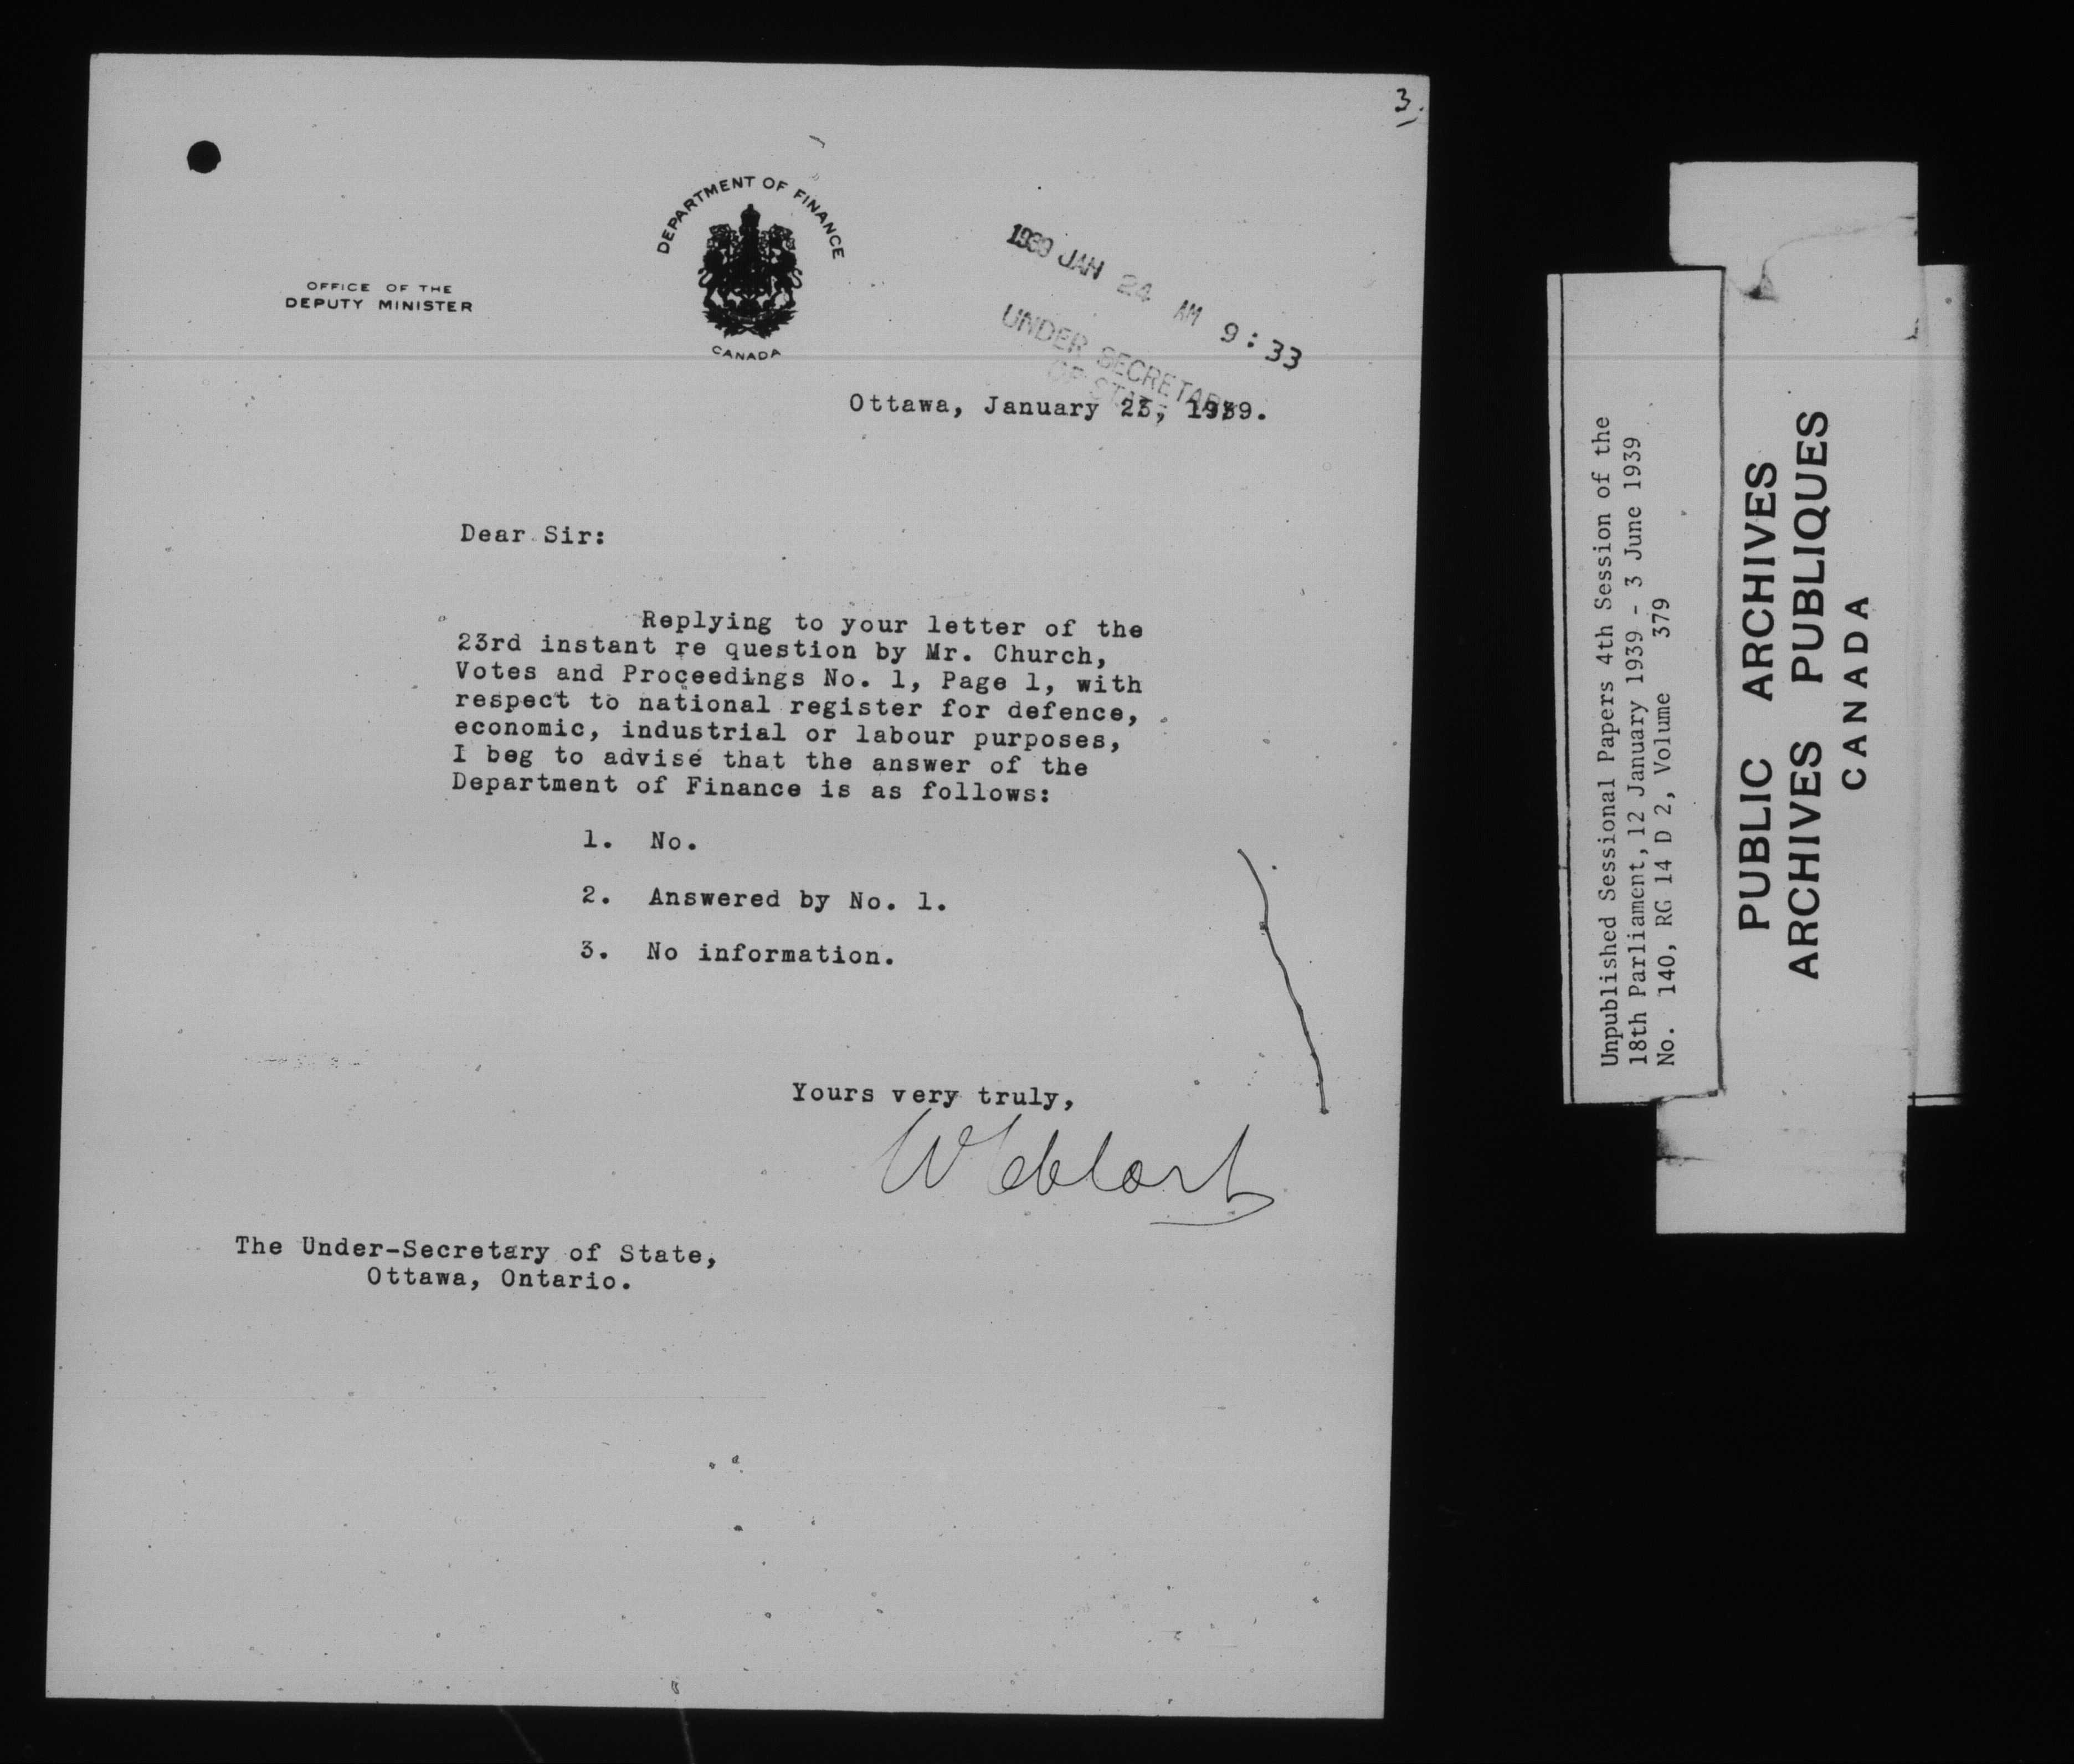 3.
DEPARTMENT OF FINANCE
CANADA
OFFICE OF THE
DEPUTY MINISTER
1939 JAN 24 AM 9:33
UNDER SECRETARY
OF STATE
Ottawa, January 23, 1939.
Dear Sir:
Replying to your letter of the
23rd instant re question by Mr. Church,
Votes and Proceedings No. 1, Page 1, with
respect to national register for defence,
economic, industrial or labour purposes,
I beg to advise that the answer of the
Department of Finance is as follows:
1. No.
2. Answered by No. 1.
3. No information.
Yours very truly,
The Under-Secretary of State,
Ottawa, Ontario.
Unpublished Sessional Papers 4th Session of the
18th Parliament, 12 January 1939 - 3 June 1939
No. 140, RG 14 D 2, Volume 379
PUBLIC ARCHIVES
ARCHIVES PUBLIQUES
CANADA